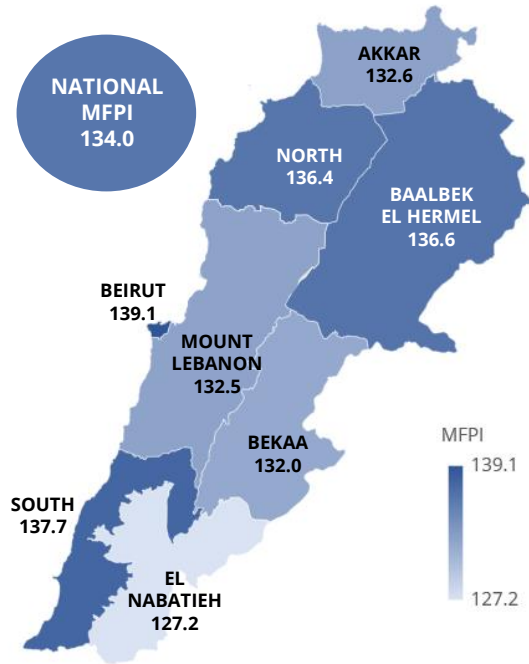 NATIONAL
MFPI
134.0
AKKAR
132.6
NORTH
136.4
BAALBEK
EL HERMEL
136.6
BEIRUT
139.1
MOUNT
LEBANON
132.5
BEKAA
132.0
SOUTH
137.7
EL
NABATIEH
127.2
MFPI
139.1
127.2